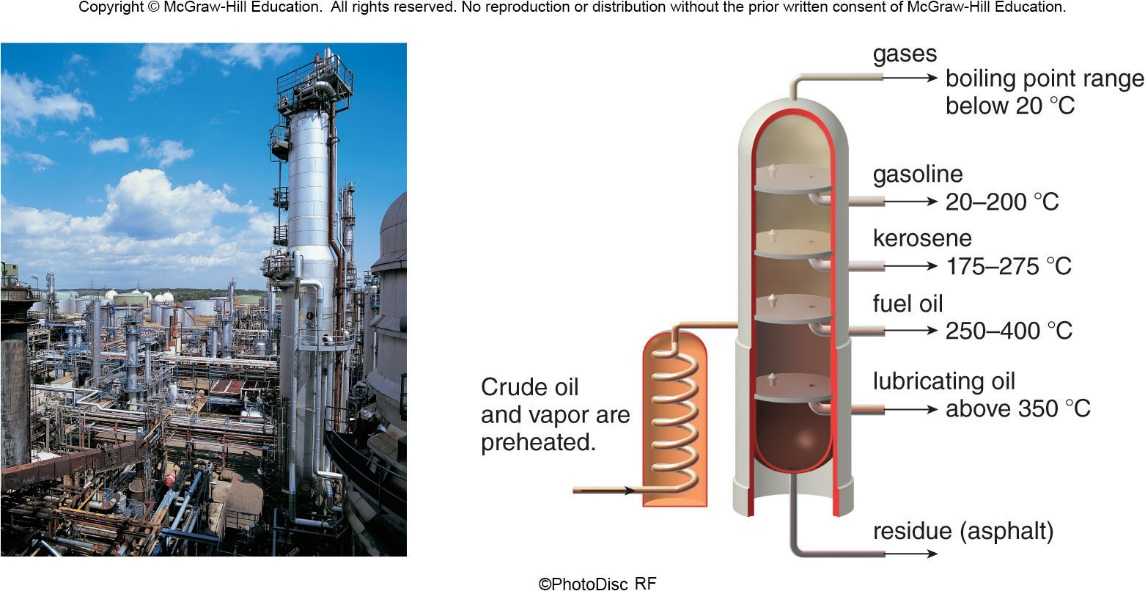 Copyright © McGraw-Hill Education.  All rights reserved. No reproduction or distribution without the prior written consent of McGraw-Hill Education.
gases
boiling point range
below 20 °C
gasoline
20–200 °C
kerosene
175–275 °C
fuel oil
250–400 °C
Crude oil
and vapor are
preheated.
lubricating oil
above 350 °C
residue (asphalt)
©PhotoDisc RF